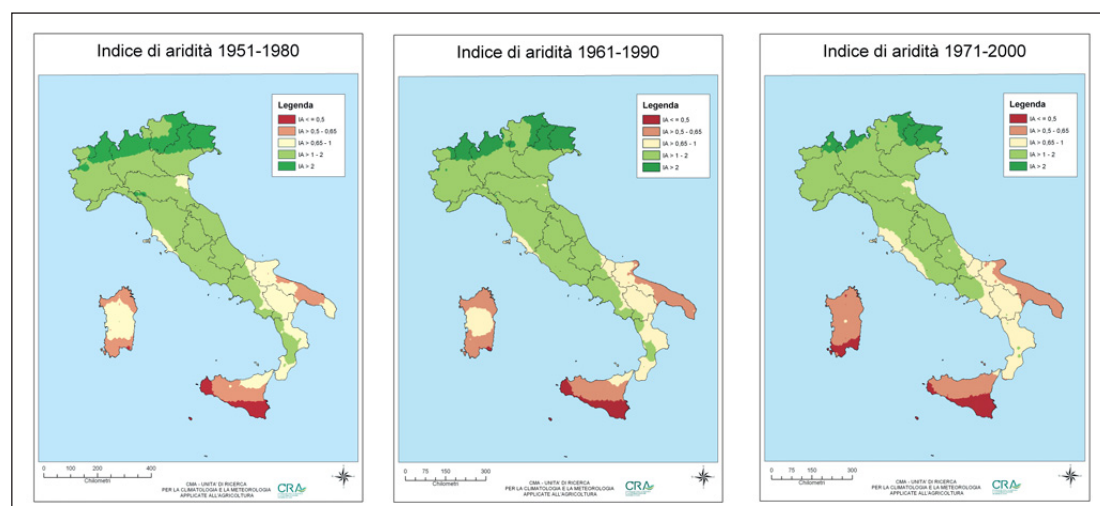 Indice di aridità 1951-1980
Legenda
IA <= 0,5
IA > 0,5 - 0,65
IA > 0,65 - 1
IA > 1 - 2
IA > 2
0 100 200 400
Chilometri
CMA - UNITA' DI RICERCA
PER LA CLIMATOLOGIA E LA METEOROLOGIA
APPLICATE ALL'AGRICOLTURA
CRA
Indice di aridità 1961-1990
Legenda
IA <= 0,5
IA > 0,5 - 0,65
IA > 0,65 - 1
IA > 1 - 2
IA > 2
0 75 150 300
Chilometri
CMA - UNITA' DI RICERCA
PER LA CLIMATOLOGIA E LA METEOROLOGIA
APPLICATE ALL'AGRICOLTURA
CRA
Indice di aridità 1971-2000
Legenda
IA <= 0,5
IA > 0,5 - 0,65
IA > 0,65 - 1
IA > 1 - 2
IA > 2
0 75 150 300
Chilometri
CMA - UNITA' DI RICERCA
PER LA CLIMATOLOGIA E LA METEOROLOGIA
APPLICATE ALL'AGRICOLTURA
CRA